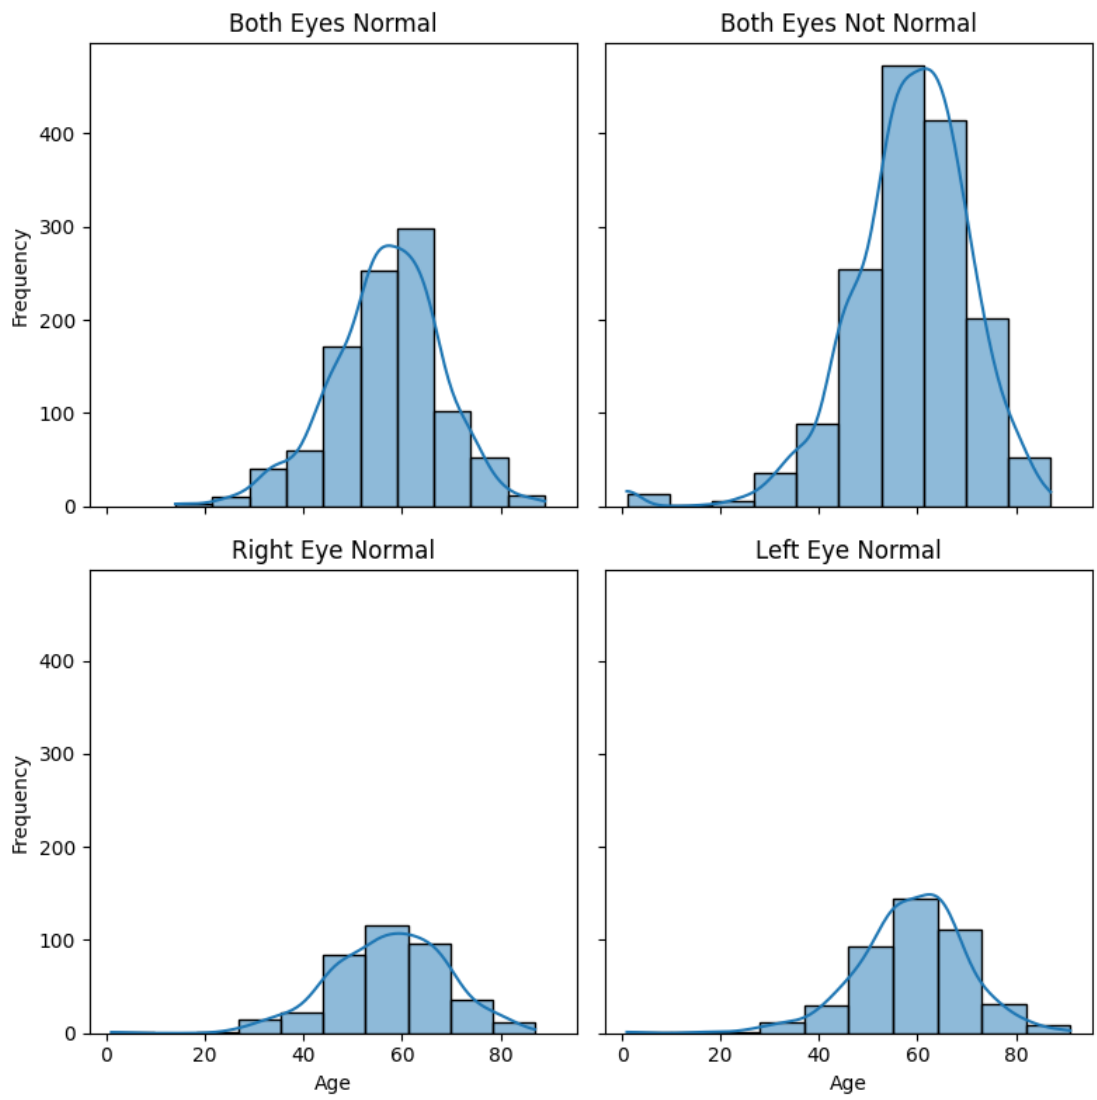 Both Eyes Normal
Both Eyes Not Normal
400
300
200
100
0
Frequency
Right Eye Normal
Left Eye Normal
400
300
200
100
0
Frequency
0 20 40 60 80
0 20 40 60 80
Age
Age